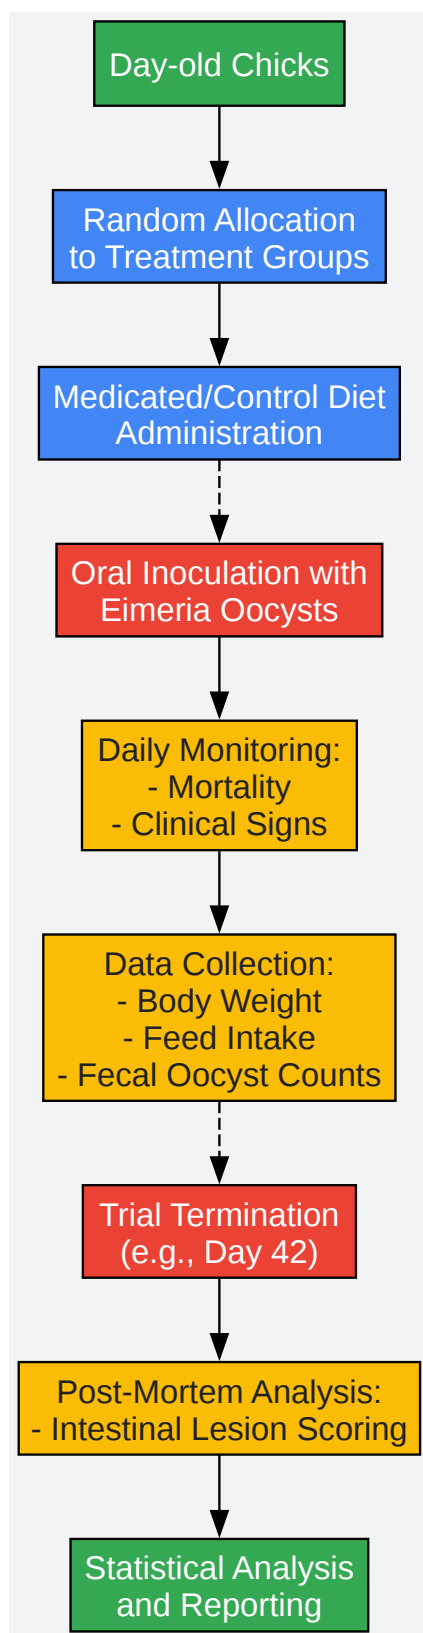 Day-old Chicks
Random Allocation
to Treatment Groups
Medicated/Control Diet
Administration
Oral Inoculation with
Eimeria Oocysts
Daily Monitoring:
- Mortality
- Clinical Signs
Data Collection:
- Body Weight
- Feed Intake
- Fecal Oocyst Counts
Trial Termination
(e.g., Day 42)
Post-Mortem Analysis:
- Intestinal Lesion Scoring
Statistical Analysis
and Reporting